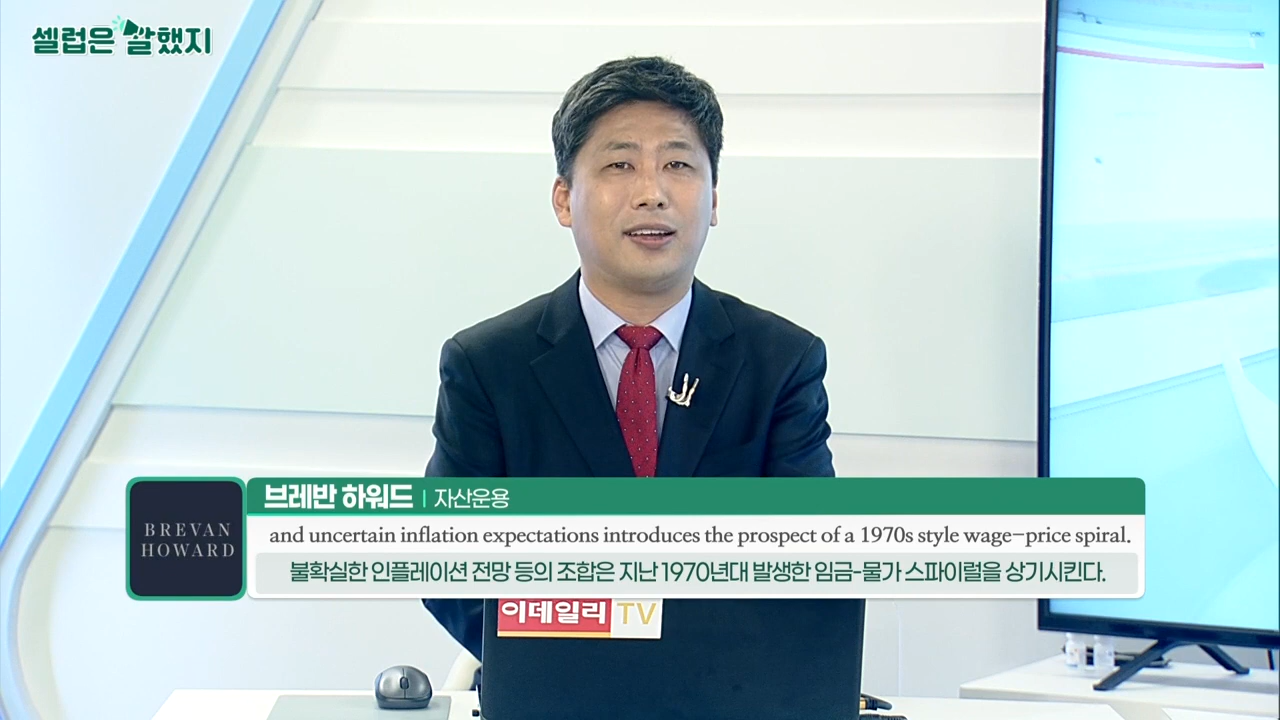 셀럽은 말했지
BREVAN
HOWARD
브레반 하워드 | 자산운용
and uncertain inflation expectations introduces the prospect of a 1970s style wage-price spiral.
불확실한 인플레이션 전망 등의 조합은 지난 1970년대 발생한 임금-물가 스파이럴을 상기시킨다.
이데일리 TV